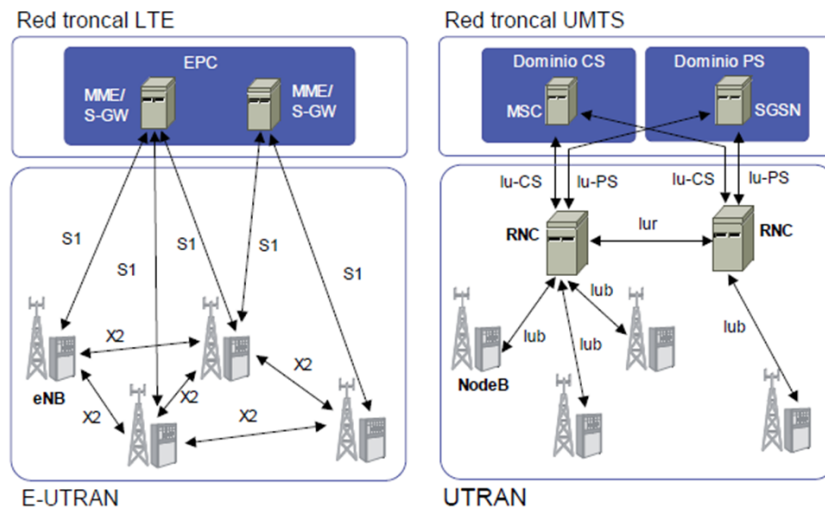 Red troncal LTE
EPC
MME/
S-GW
MME/
S-GW
S1
S1
S1
S1
S1
X2
X2
X2
X2
X2
eNB
E-UTRAN
Red troncal UMTS
Dominio CS
Dominio PS
MSC
SGSN
Iu-CS
Iu-PS
Iu-CS
Iu-PS
RNC
Iur
RNC
Iub
Iub
Iub
Iub
NodeB
UTRAN